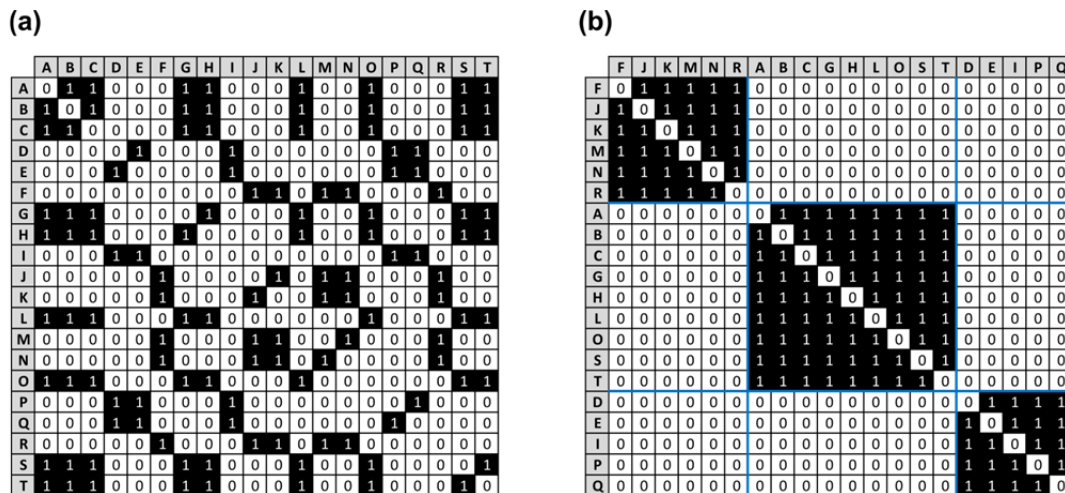 (a)
A B C D E F G H I J K L M N O P Q R S T
A 0 1 1 0 0 0 1 1 0 0 0 1 0 0 1 0 0 0 1 1
B 1 0 1 0 0 0 1 1 0 0 0 1 0 0 1 0 0 0 1 1
C 1 1 0 0 0 0 1 1 0 0 0 1 0 0 1 0 0 0 1 1
D 0 0 0 0 1 0 0 0 1 0 0 0 0 0 0 1 1 0 0 0
E 0 0 0 1 0 0 0 0 1 0 0 0 0 0 0 1 1 0 0 0
F 0 0 0 0 0 0 0 0 0 1 1 0 1 1 0 0 0 1 0 0
G 1 1 1 0 0 0 0 1 0 0 0 1 0 0 1 0 0 0 1 1
H 1 1 1 0 0 0 1 0 0 0 0 1 0 0 1 0 0 0 1 1
I 0 0 0 1 1 0 0 0 0 0 0 0 0 0 0 1 1 0 0 0
J 0 0 0 0 0 1 0 0 0 0 1 0 1 1 0 0 0 1 0 0
K 0 0 0 0 0 1 0 0 0 1 0 0 1 1 0 0 0 1 0 0
L 1 1 1 0 0 0 1 1 0 0 0 0 0 0 1 0 0 0 1 1
M 0 0 0 0 0 1 0 0 0 1 1 0 0 1 0 0 0 1 0 0
N 0 0 0 0 0 1 0 0 0 1 1 0 1 0 0 0 0 1 0 0
O 1 1 1 0 0 0 1 1 0 0 0 1 0 0 0 0 0 0 1 1
P 0 0 0 1 1 0 0 0 1 0 0 0 0 0 0 0 1 0 0 0
Q 0 0 0 1 1 0 0 0 1 0 0 0 0 0 0 1 0 0 0 0
R 0 0 0 0 0 1 0 0 0 1 1 0 1 1 0 0 0 0 0 0
S 1 1 1 0 0 0 1 1 0 0 0 1 0 0 1 0 0 0 0 1
T 1 1 1 0 0 0 1 1 0 0 0 1 0 0 1 0 0 0 1 0
(b)
F J K M N R A B C G H L O S T D E I P Q
F 0 1 1 1 1 1 0 0 0 0 0 0 0 0 0 0 0 0 0 0
J 1 0 1 1 1 1 0 0 0 0 0 0 0 0 0 0 0 0 0 0
K 1 1 0 1 1 1 0 0 0 0 0 0 0 0 0 0 0 0 0 0
M 1 1 1 0 1 1 0 0 0 0 0 0 0 0 0 0 0 0 0 0
N 1 1 1 1 0 1 0 0 0 0 0 0 0 0 0 0 0 0 0 0
R 1 1 1 1 1 0 0 0 0 0 0 0 0 0 0 0 0 0 0 0
A 0 0 0 0 0 0 0 1 1 1 1 1 1 1 1 0 0 0 0 0
B 0 0 0 0 0 0 1 0 1 1 1 1 1 1 1 0 0 0 0 0
C 0 0 0 0 0 0 1 1 0 1 1 1 1 1 1 0 0 0 0 0
G 0 0 0 0 0 0 1 1 1 0 1 1 1 1 1 0 0 0 0 0
H 0 0 0 0 0 0 1 1 1 1 0 1 1 1 1 0 0 0 0 0
L 0 0 0 0 0 0 1 1 1 1 1 0 1 1 1 0 0 0 0 0
O 0 0 0 0 0 0 1 1 1 1 1 1 0 1 1 0 0 0 0 0
S 0 0 0 0 0 0 1 1 1 1 1 1 1 0 1 0 0 0 0 0
T 0 0 0 0 0 0 1 1 1 1 1 1 1 1 0 0 0 0 0 0
D 0 0 0 0 0 0 0 0 0 0 0 0 0 0 0 0 1 1 1 1
E 0 0 0 0 0 0 0 0 0 0 0 0 0 0 0 1 0 1 1 1
I 0 0 0 0 0 0 0 0 0 0 0 0 0 0 0 1 1 0 1 1
P 0 0 0 0 0 0 0 0 0 0 0 0 0 0 0 1 1 1 0 1
Q 0 0 0 0 0 0 0 0 0 0 0 0 0 0 0 1 1 1 1 0